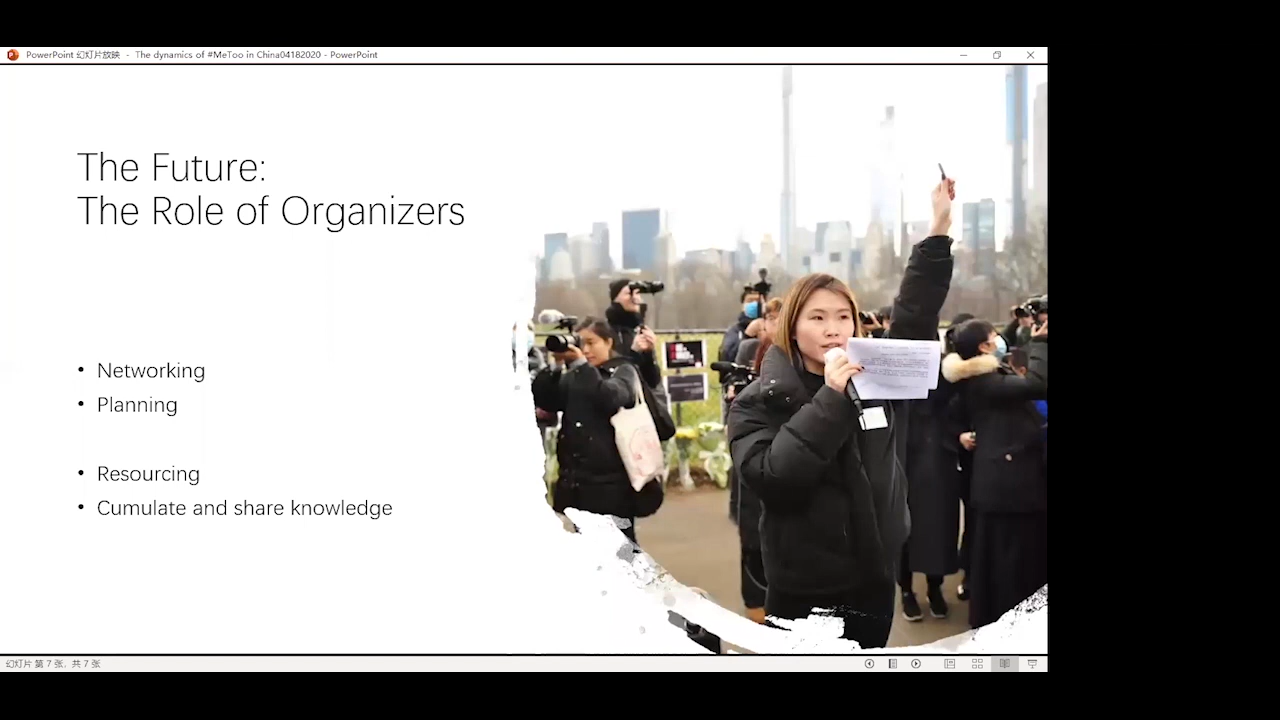 PowerPoint 幻灯片放映 - The dynamics of #MeToo in China04182020 - PowerPoint
The Future:
The Role of Organizers
• Networking
• Planning
• Resourcing
• Cumulate and share knowledge
幻灯片 第 7 张，共 7 张